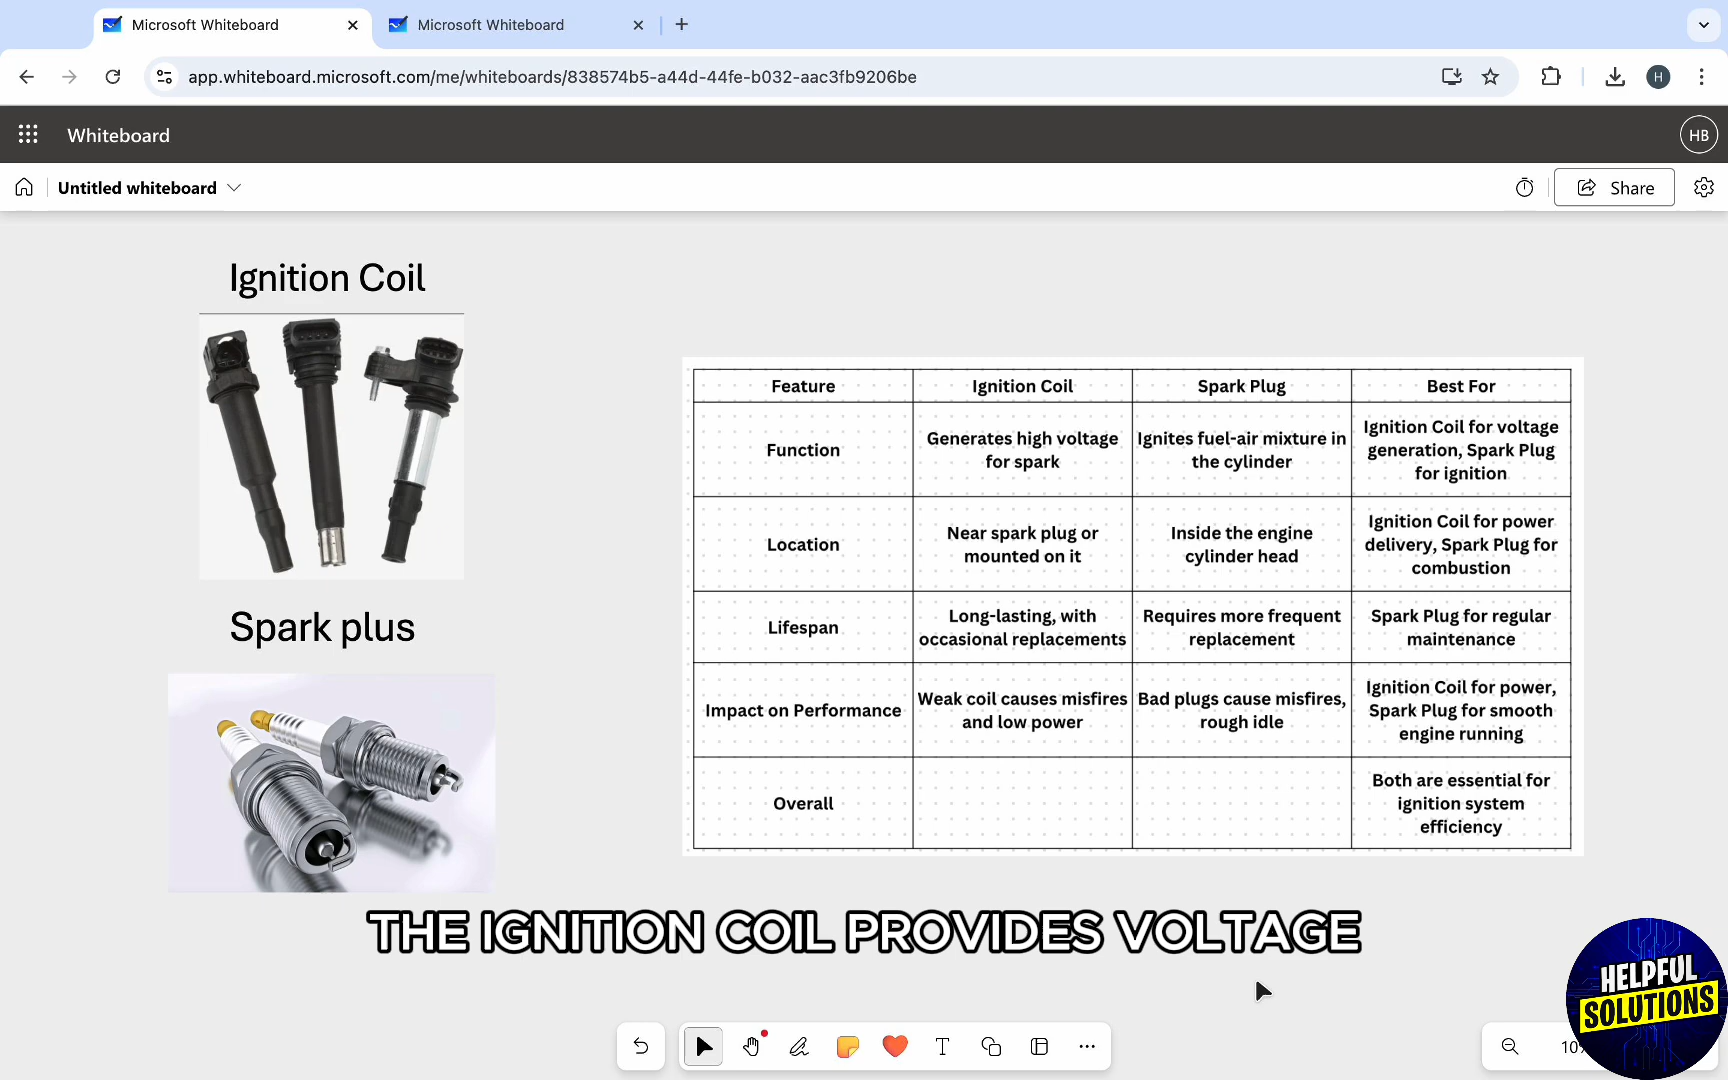 Microsoft Whiteboard
Microsoft Whiteboard
app.whiteboard.microsoft.com/me/whiteboards/838574b5-a44d-44fe-b032-aac3fb9206be
H
Whiteboard
HB
Untitled whiteboard
Share
Ignition Coil
Spark plus
Feature
Ignition Coil
Spark Plug
Best For
Function
Generates high voltage
for spark
Ignites fuel-air mixture in
the cylinder
Ignition Coil for voltage
generation, Spark Plug
for ignition
Location
Near spark plug or
mounted on it
Inside the engine
cylinder head
Ignition Coil for power
delivery, Spark Plug for
combustion
Lifespan
Long-lasting, with
occasional replacements
Requires more frequent
replacement
Spark Plug for regular
maintenance
Impact on Performance
Weak coil causes misfires
and low power
Bad plugs cause misfires,
rough idle
Ignition Coil for power,
Spark Plug for smooth
engine running
Overall
Both are essential for
ignition system
efficiency
THE IGNITION COIL PROVIDES VOLTAGE
HELPFUL
SOLUTIONS
T